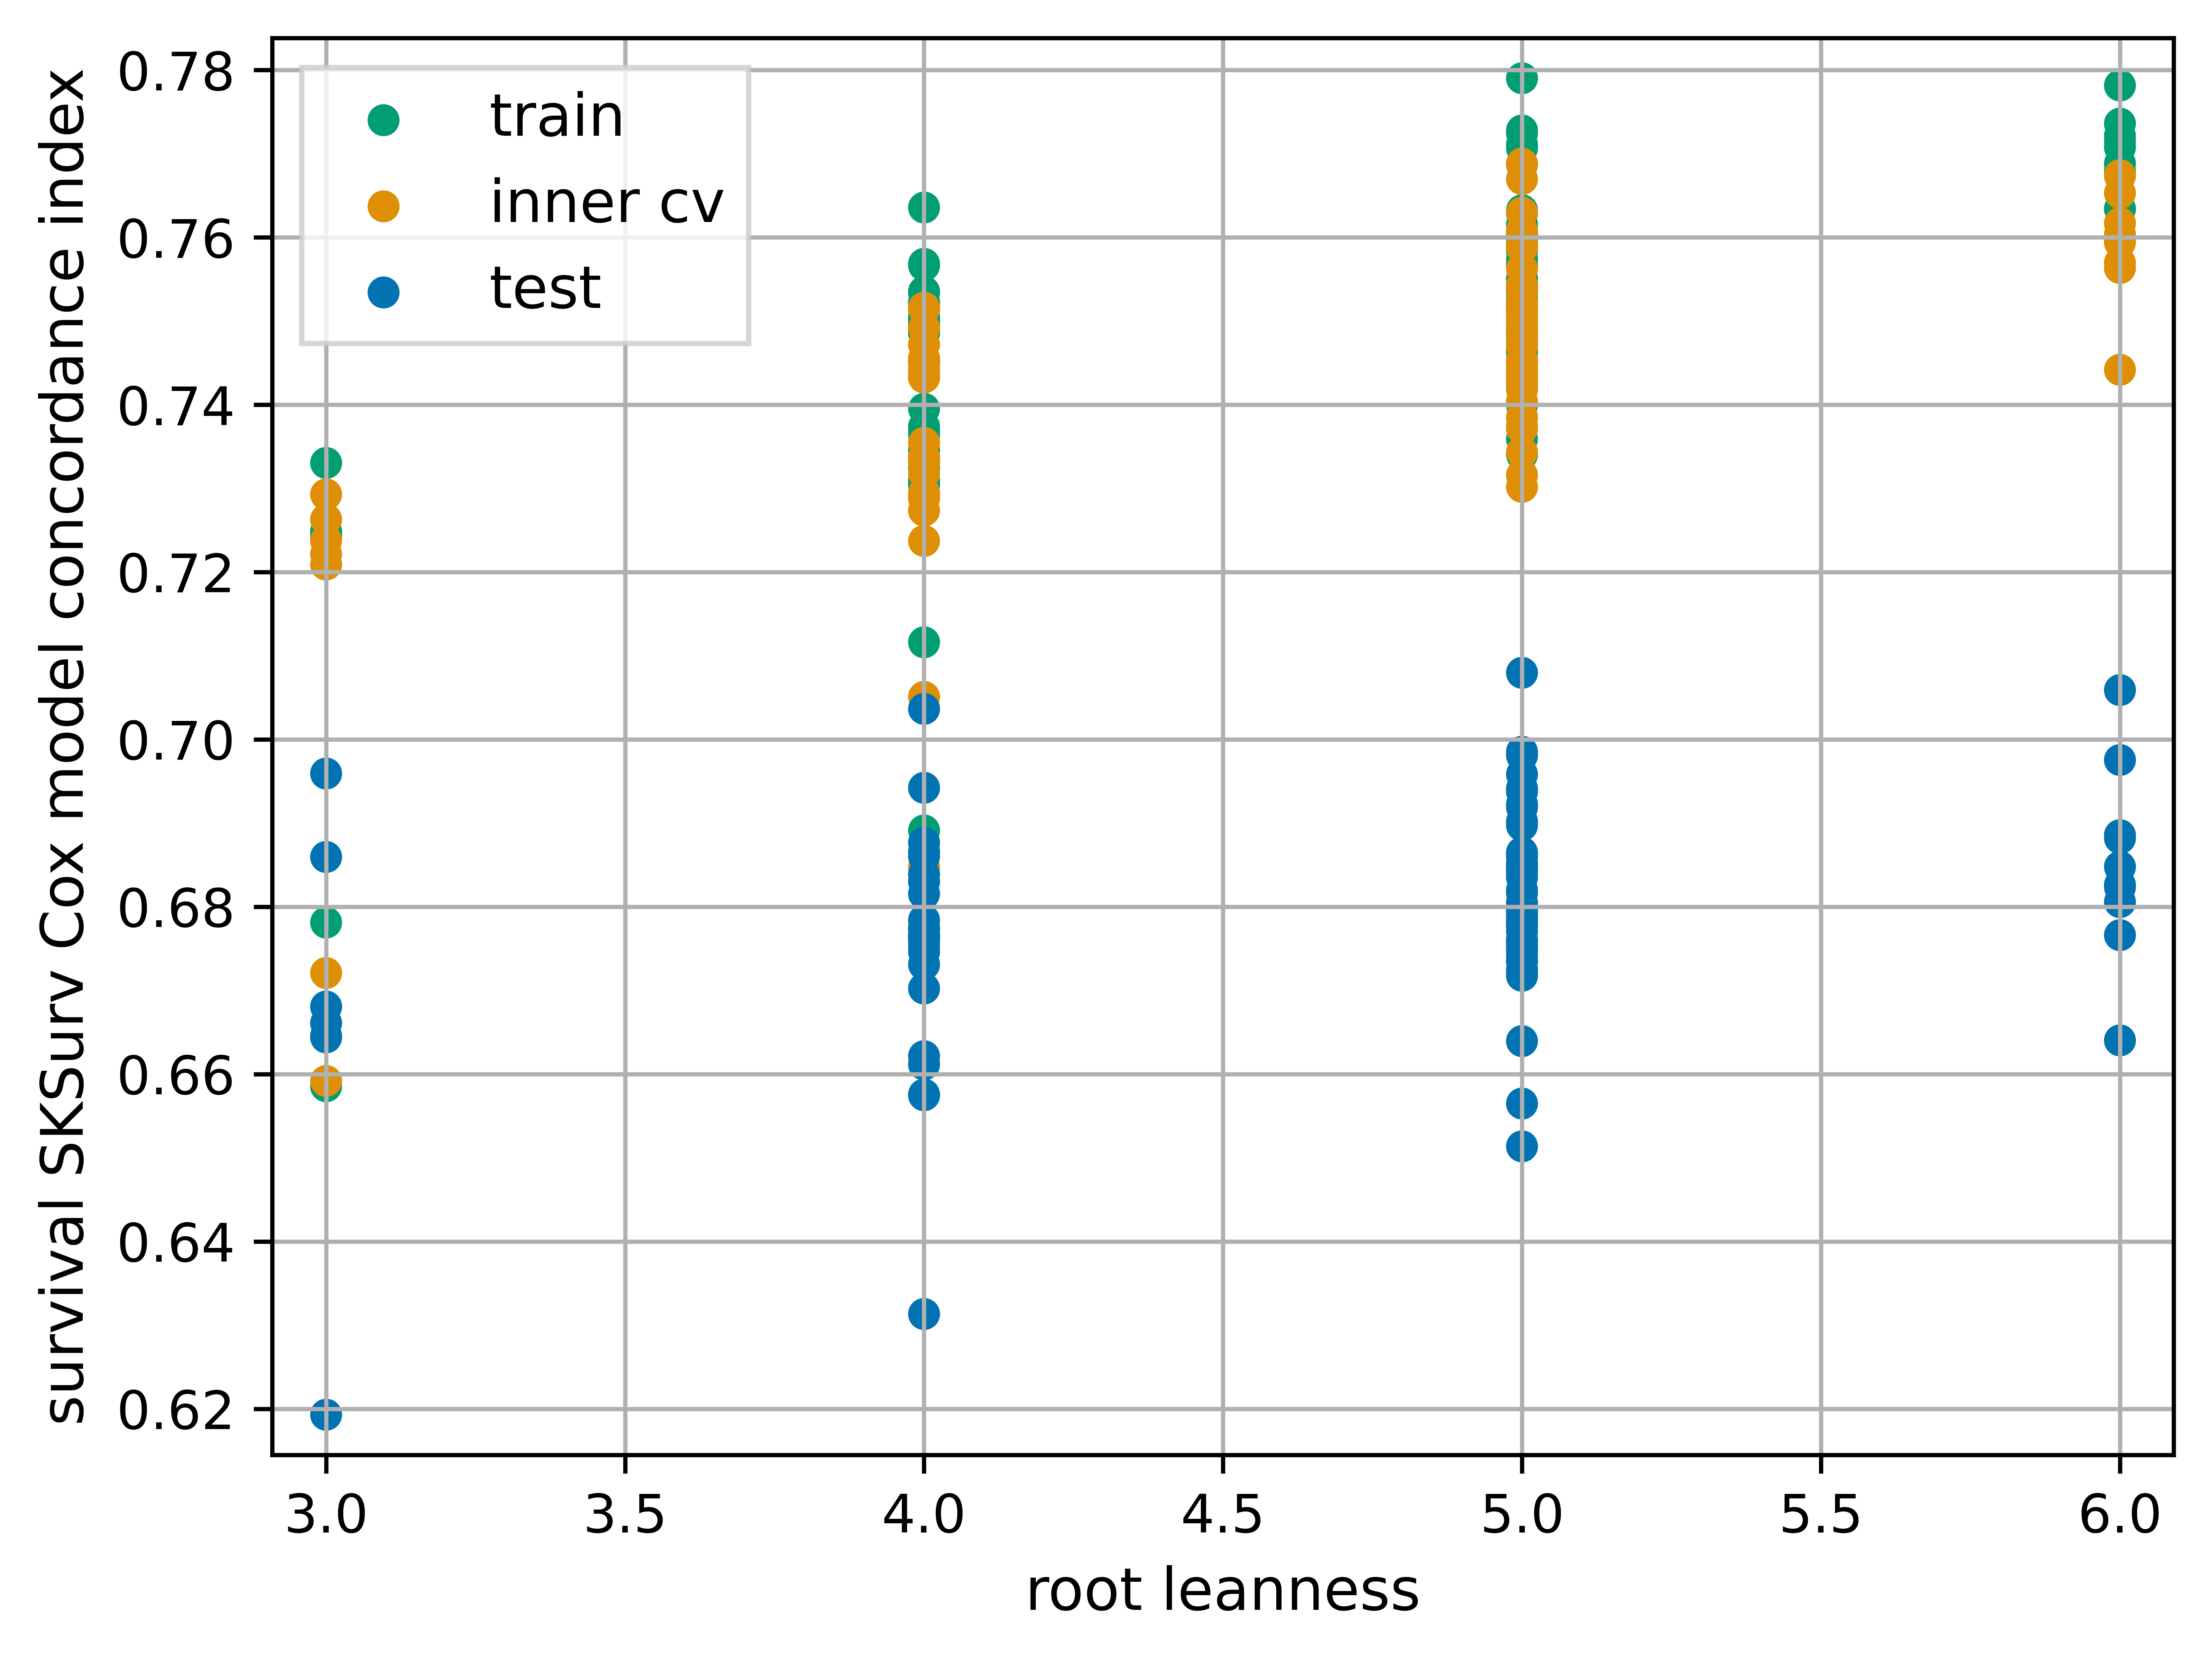 survival SKSurv Cox model concordance index
0.78
0.76
0.74
0.72
0.70
0.68
0.66
0.64
0.62
train
inner cv
test
3.0 3.5 4.0 4.5 5.0 5.5 6.0
root leanness